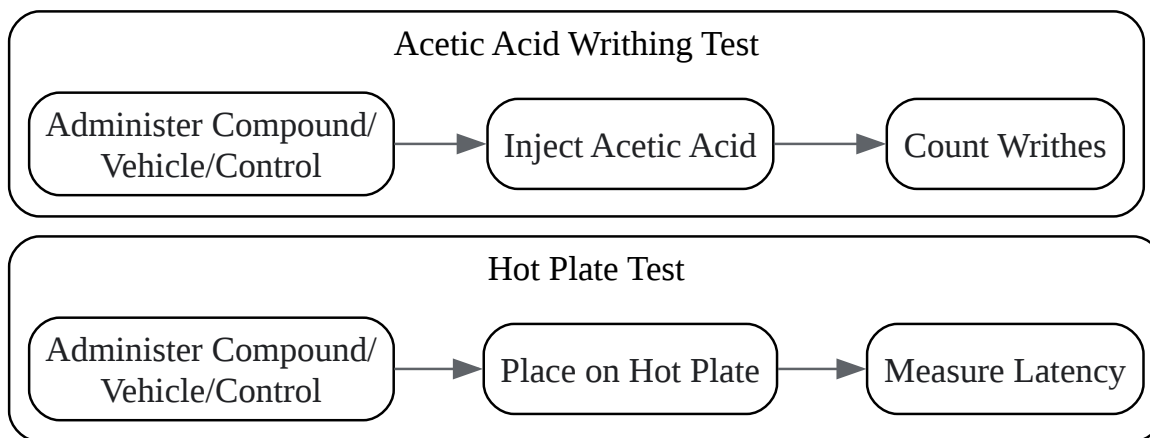 Acetic Acid Writhing Test
Administer Compound/
Vehicle/Control
Inject Acetic Acid
Count Writhes
Hot Plate Test
Administer Compound/
Vehicle/Control
Place on Hot Plate
Measure Latency